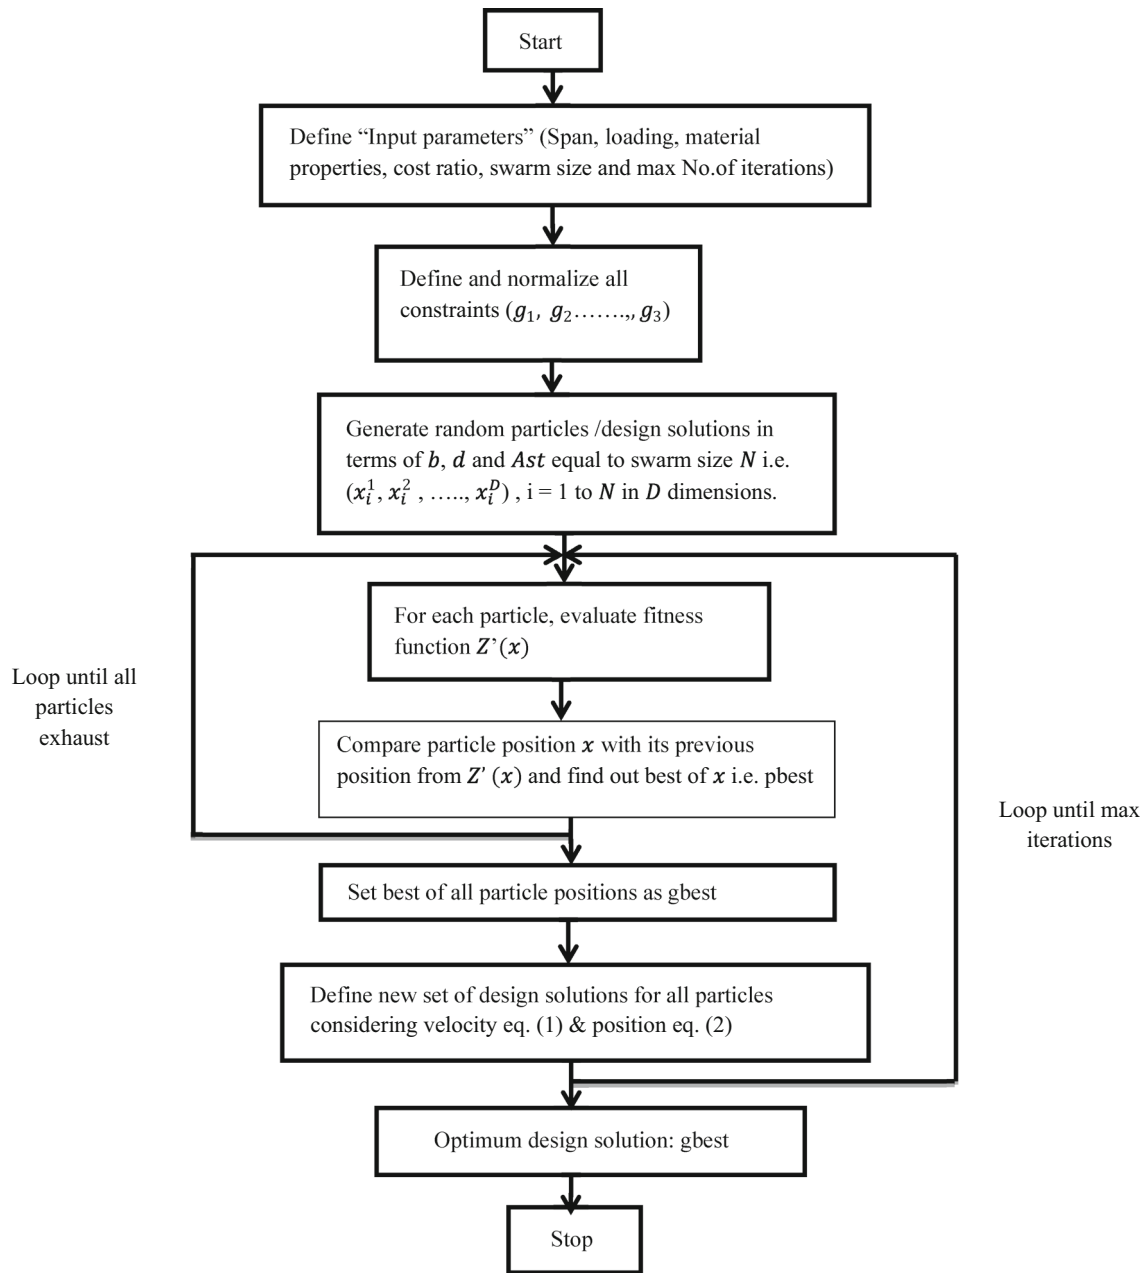 Start
Define “Input parameters” (Span, loading, material
properties, cost ratio, swarm size and max No.of iterations)
Define and normalize all
constraints (g₁, g₂…….,, g₃)
Generate random particles /design solutions in
terms of b, d and Ast equal to swarm size N i.e.
(xᵢ¹, xᵢ² , ….., xᵢᴰ) , i = 1 to N in D dimensions.
For each particle, evaluate fitness
function Z’(x)
Loop until all
particles
exhaust
Compare particle position x with its previous
position from Z’ (x) and find out best of x i.e. pbest
Loop until max
iterations
Set best of all particle positions as gbest
Define new set of design solutions for all particles
considering velocity eq. (1) & position eq. (2)
Optimum design solution: gbest
Stop